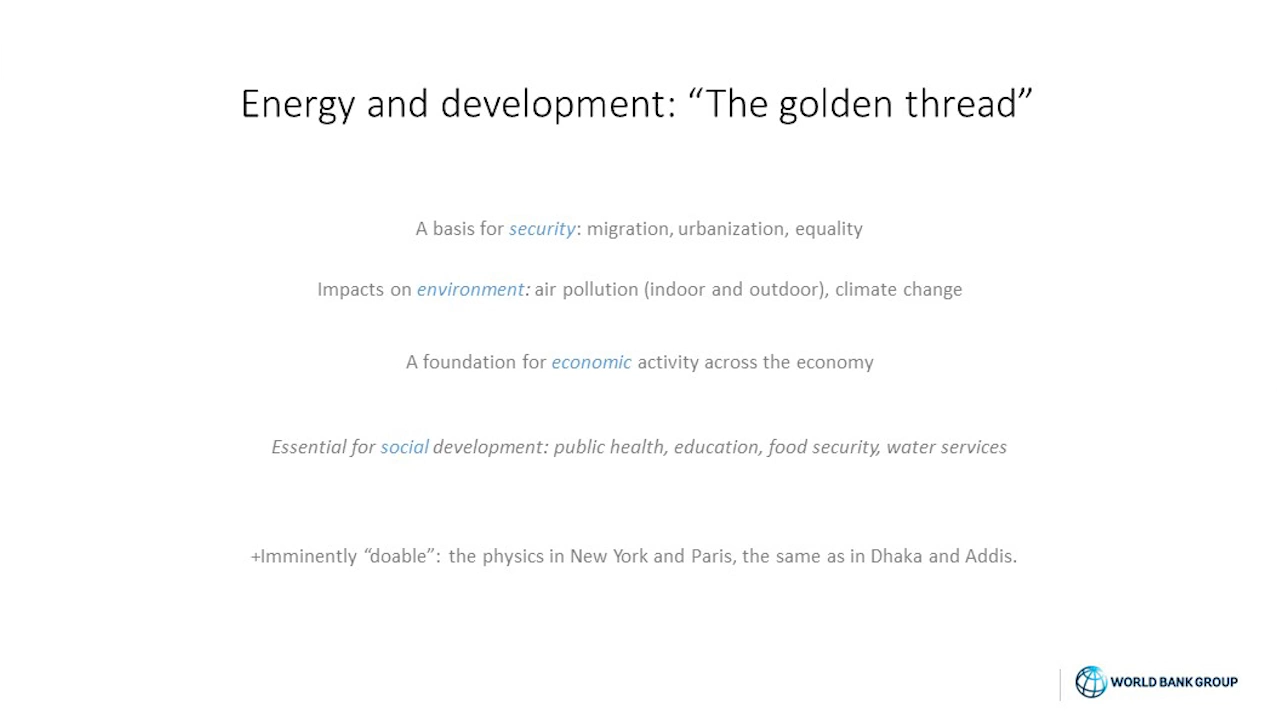 Energy and development: “The golden thread”
A basis for security: migration, urbanization, equality
Impacts on environment: air pollution (indoor and outdoor), climate change
A foundation for economic activity across the economy
Essential for social development: public health, education, food security, water services
+Imminently “doable”: the physics in New York and Paris, the same as in Dhaka and Addis.
WORLD BANK GROUP